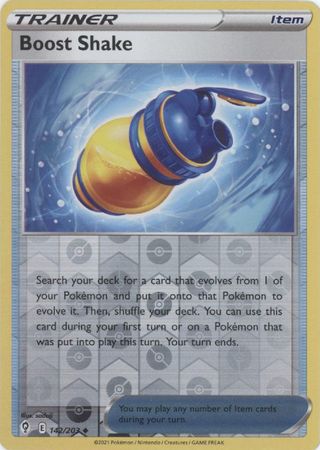 TRAINER Item
Boost Shake
Search your deck for a card that evolves from 1 of
your Pokémon and put it onto that Pokémon to
evolve it. Then, shuffle your deck. You can use this
card during your first turn or on a Pokémon that
was put into play this turn. Your turn ends.
Illus. sadaji
E 142/203
You may play any number of Item cards
during your turn.
©2021 Pokémon / Nintendo / Creatures / GAME FREAK